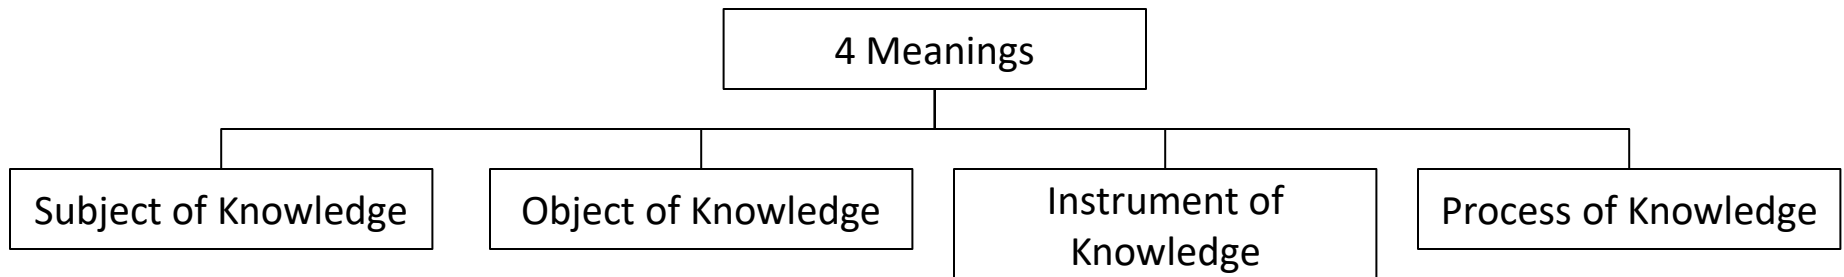 4 Meanings
Subject of Knowledge
Object of Knowledge
Instrument of
Knowledge
Process of Knowledge